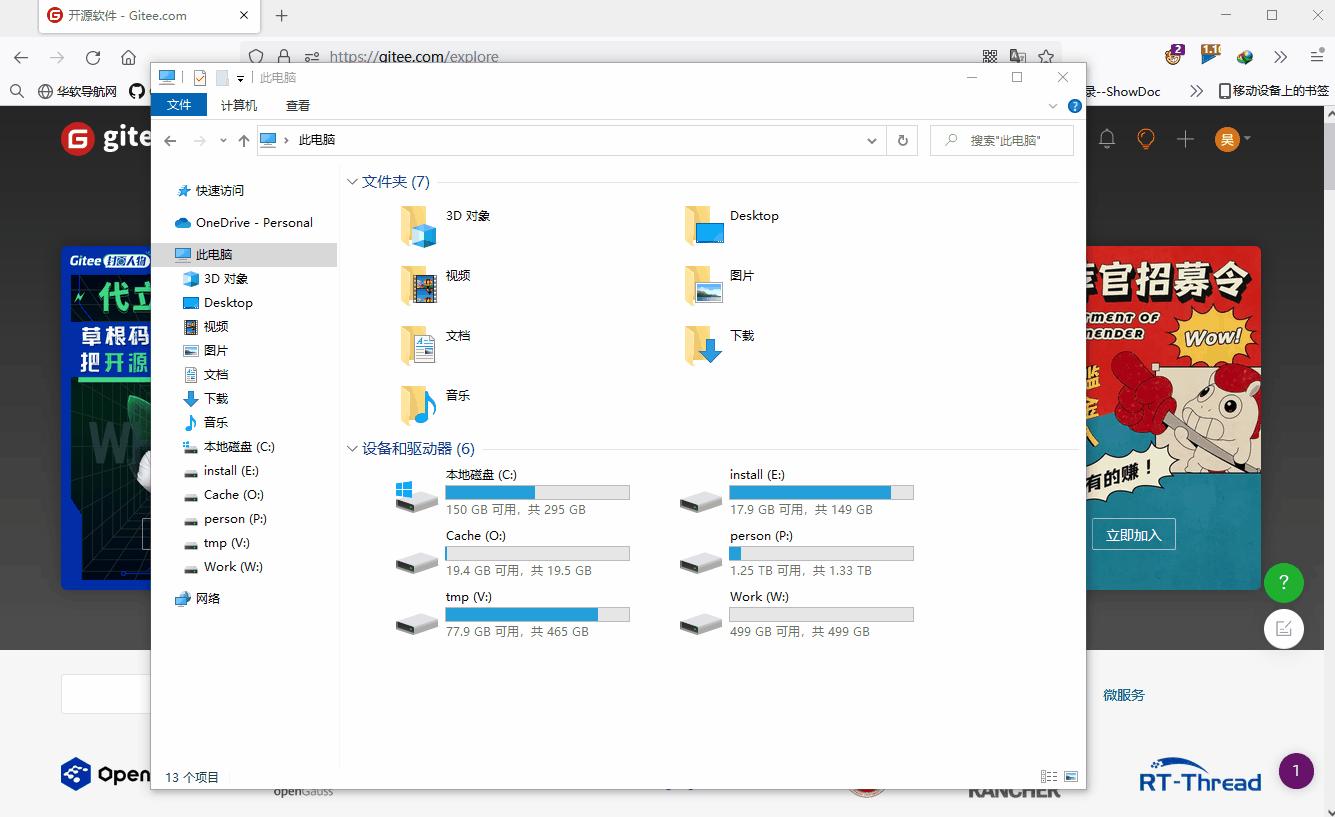 开源软件 - Gitee.com
https://gitee.com/explore
2
1.10
华软导航网
录--ShowDoc
移动设备上的书签
此电脑
文件
计算机
查看
此电脑
搜索"此电脑"
gite
吴
快速访问
OneDrive - Personal
此电脑
3D 对象
Desktop
视频
图片
文档
下载
音乐
本地磁盘 (C:)
install (E:)
Cache (O:)
person (P:)
tmp (V:)
Work (W:)
网络
文件夹 (7)
3D 对象
Desktop
视频
图片
文档
下载
音乐
设备和驱动器 (6)
本地磁盘 (C:)
150 GB 可用，共 295 GB
install (E:)
17.9 GB 可用，共 149 GB
Cache (O:)
19.4 GB 可用，共 19.5 GB
person (P:)
1.25 TB 可用，共 1.33 TB
tmp (V:)
77.9 GB 可用，共 465 GB
Work (W:)
499 GB 可用，共 499 GB
13 个项目
Gitee 封面人物
代立
草根码
把开源
W
官招募令
MENT OF
MENDER
Wow!
金
有的赚！
立即加入
?
微服务
Open
openGauss
RANCHER
RT-Thread
1